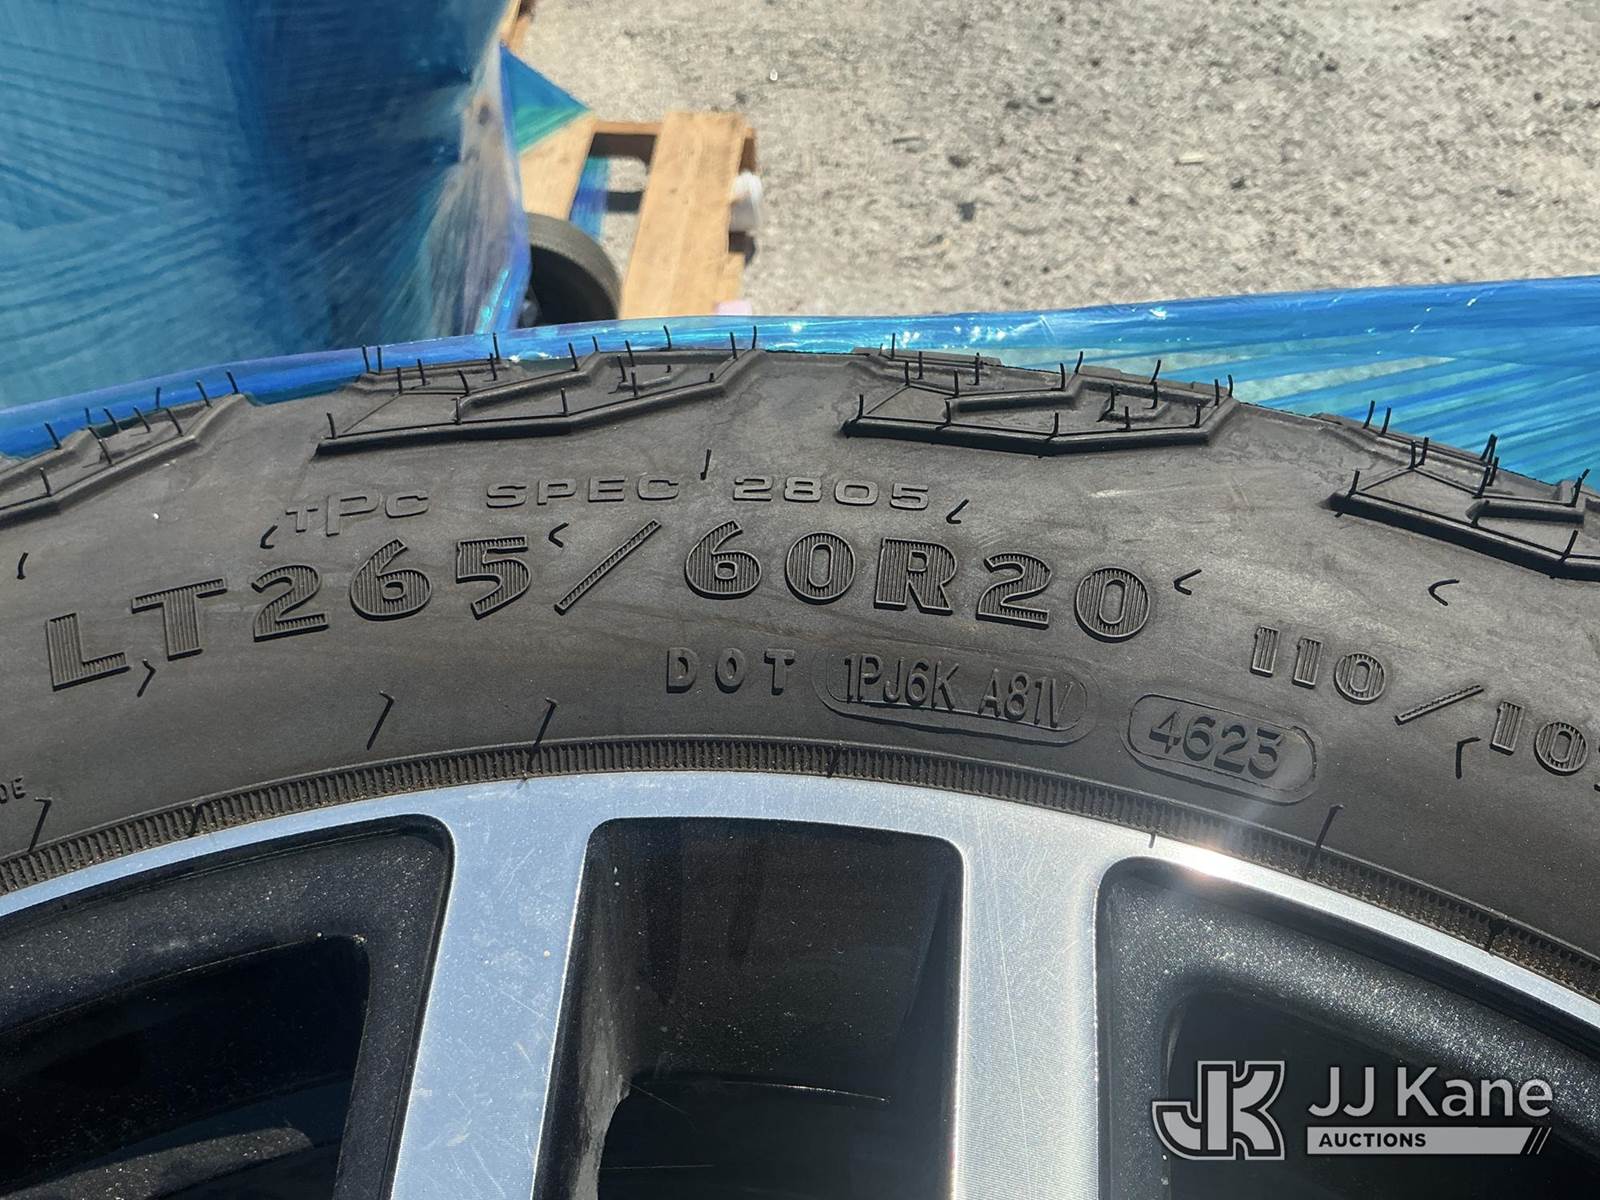 TPC SPEC 2805
LT265/60R20 110/10
DOT 1PJ6K A81V 4625
JJ Kane
AUCTIONS